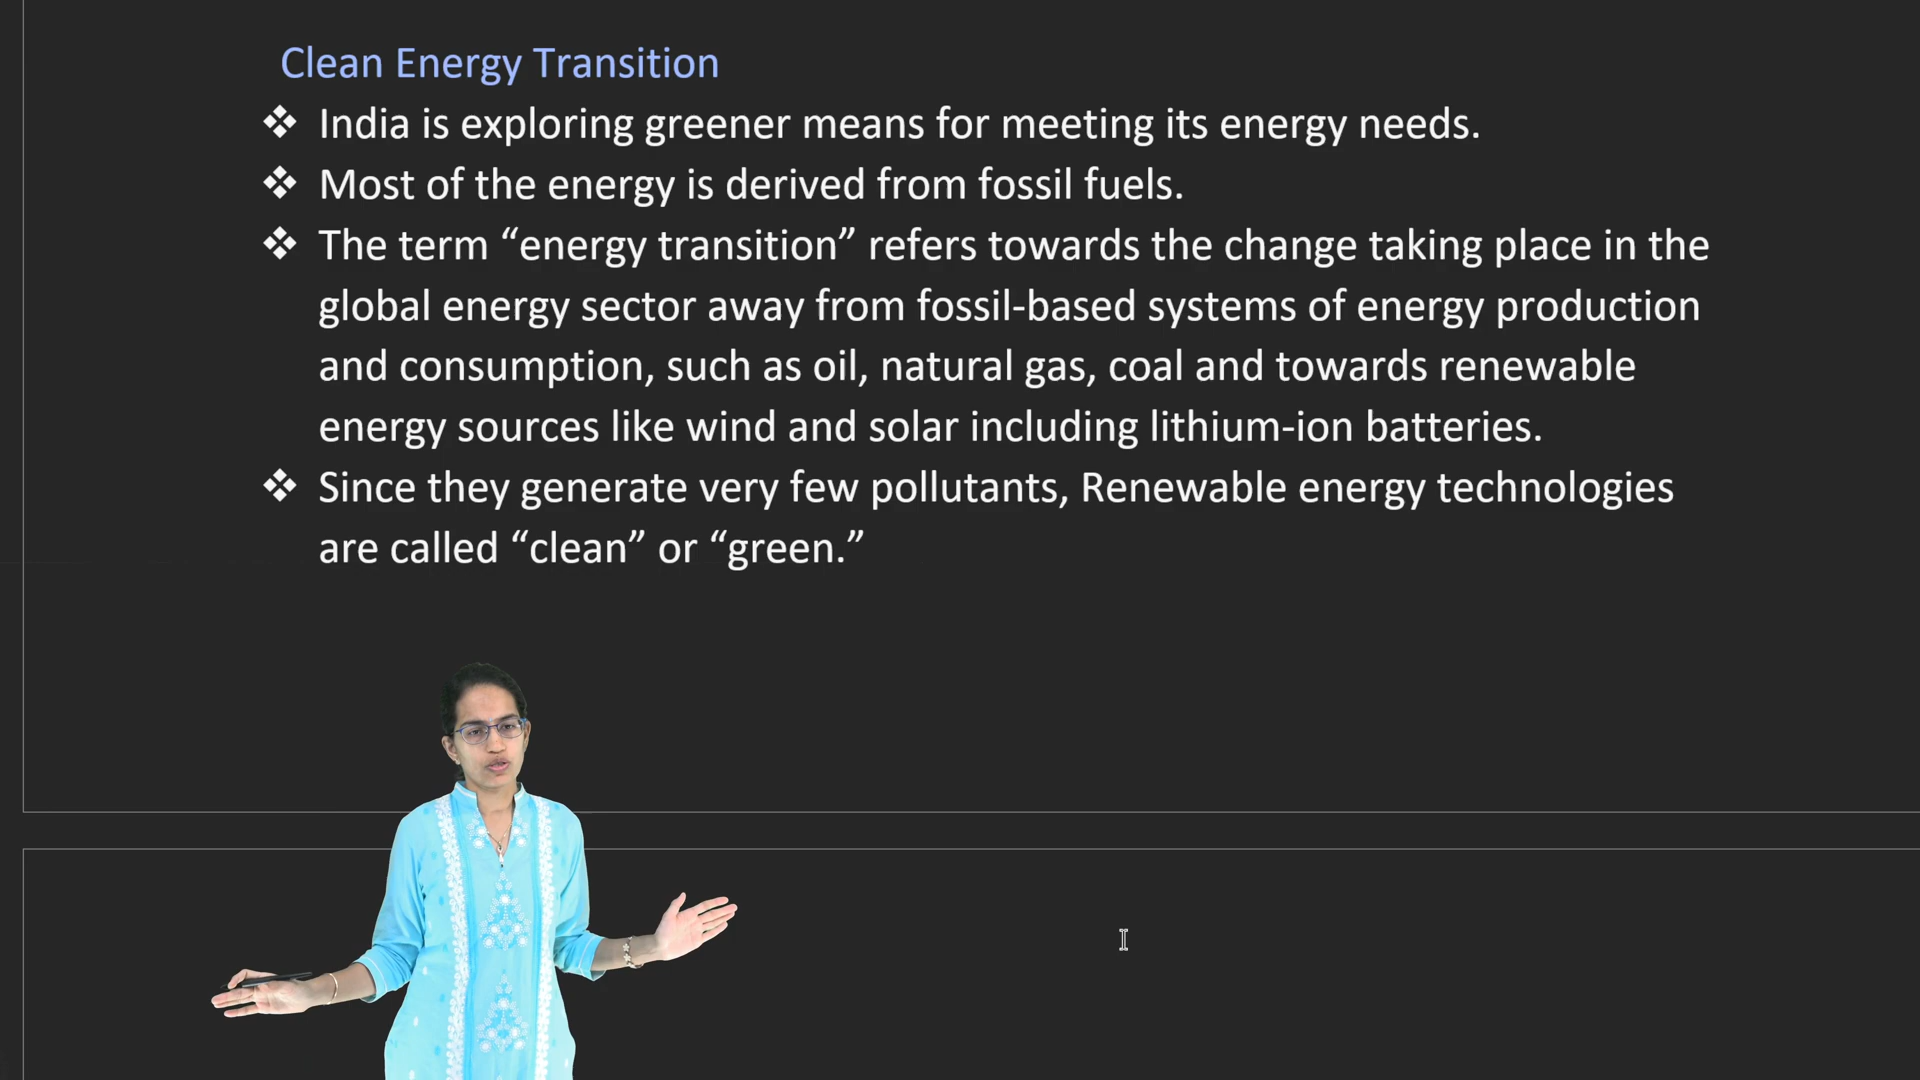 Clean Energy Transition
❖ India is exploring greener means for meeting its energy needs.
❖ Most of the energy is derived from fossil fuels.
❖ The term “energy transition” refers towards the change taking place in the
global energy sector away from fossil-based systems of energy production
and consumption, such as oil, natural gas, coal and towards renewable
energy sources like wind and solar including lithium-ion batteries.
❖ Since they generate very few pollutants, Renewable energy technologies
are called “clean” or “green.”